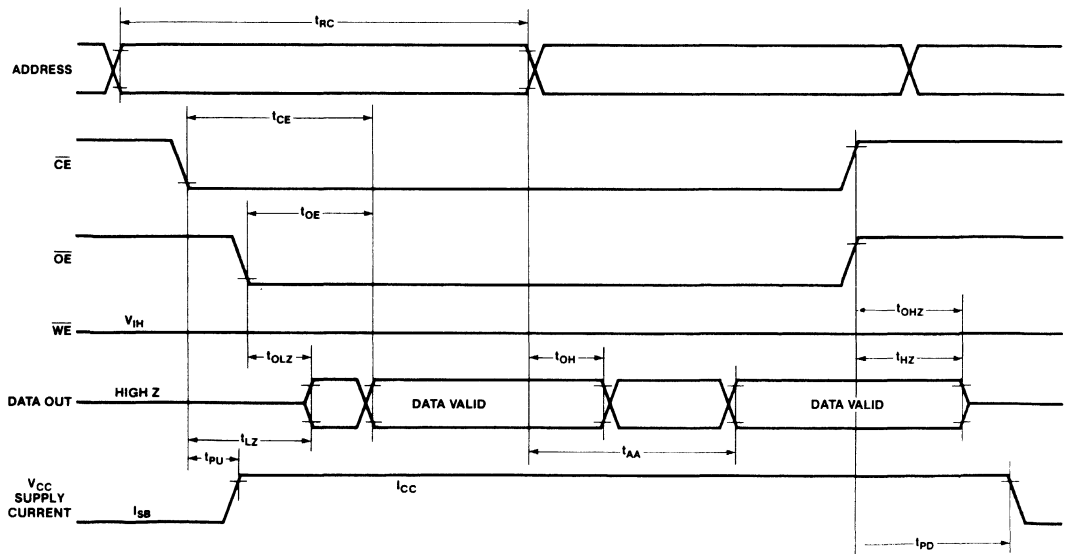 tRC
ADDRESS
tCE
CE
tOE
OE
tOHZ
WE
VIH
tOLZ
tOH
tHZ
DATA OUT
HIGH Z
DATA VALID
DATA VALID
tLZ
tAA
tPU
VCC
SUPPLY
CURRENT
ICC
ISB
tPD